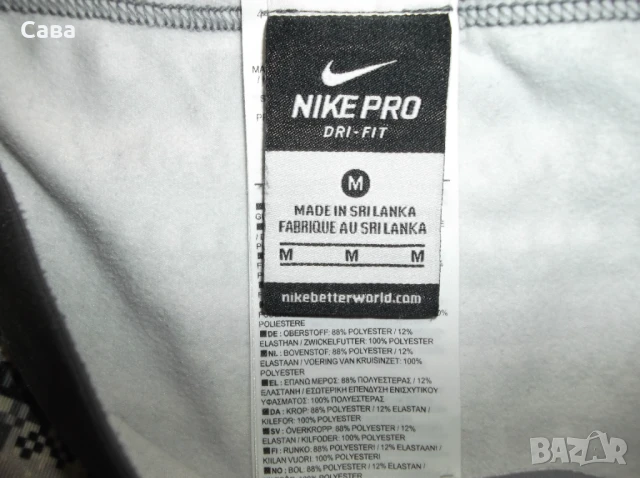 Сава
NIKE PRO
DRI-FIT
M
MADE IN SRI LANKA
FABRIQUE AU SRI LANKA
M M M
nikebetterworld.com
POLIESTERE
DE : OBERSTOFF: 88% POLYESTER / 12%
ELASTHAN / ZWICKELFUTTER: 100% POLYESTER
NL : BOVENSTOF: 88% POLYESTER / 12%
ELASTAAN / VOERING VAN KRUISINZET: 100%
POLYESTER
EL : ΕΠΑΝΩ ΜΕΡΟΣ: 88% ΠΟΛΥΕΣΤΕΡΑΣ / 12%
ΕΛΑΣΤΑΝΗ / ΕΣΩΤΕΡΙΚΗ ΕΠΕΝΔΥΣΗ ΕΝΙΣΧΥΤΙΚΟΥ
ΥΦΑΣΜΑΤΟΣ: 100% ΠΟΛΥΕΣΤΕΡΑΣ
DA : KROP: 88% POLYESTER / 12% ELASTAN /
KILEFOR: 100% POLYESTER
SV : ÖVERKROPP: 88% POLYESTER / 12%
ELASTAN / KILFODER: 100% POLYESTER
FI : RUNKO: 88% POLYESTERI / 12% ELASTAANI /
KIILAN VUORI: 100% POLYESTERI
NO : BOL: 88% POLYESTER / 12% ELASTAN
BAZAR